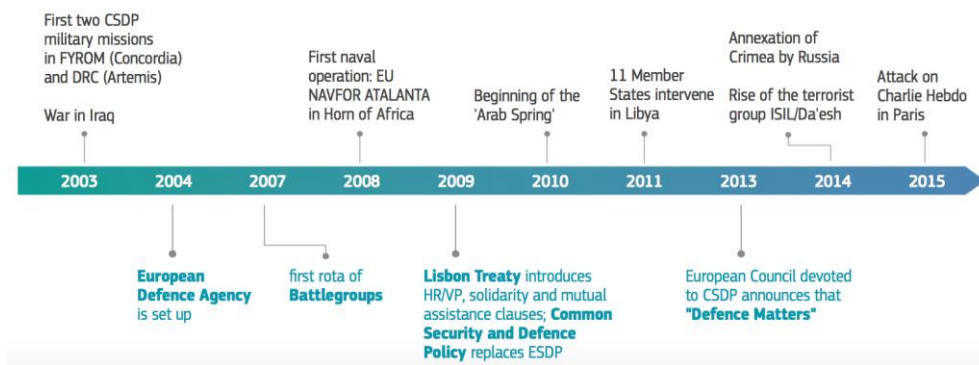 First two CSDP
military missions
in FYROM (Concordia)
and DRC (Artemis)
War in Iraq
First naval
operation: EU
NAVFOR ATALANTA
in Horn of Africa
Beginning of the
'Arab Spring'
11 Member
States intervene
in Libya
Annexation of
Crimea by Russia
Rise of the terrorist
group ISIL/Da'esh
Attack on
Charlie Hebdo
in Paris
2003 2004 2007 2008 2009 2010 2011 2013 2014 2015
European
Defence Agency
is set up
first rota of
Battlegroups
Lisbon Treaty introduces
HR/VP, solidarity and mutual
assistance clauses; Common
Security and Defence
Policy replaces ESDP
European Council devoted
to CSDP announces that
"Defence Matters"